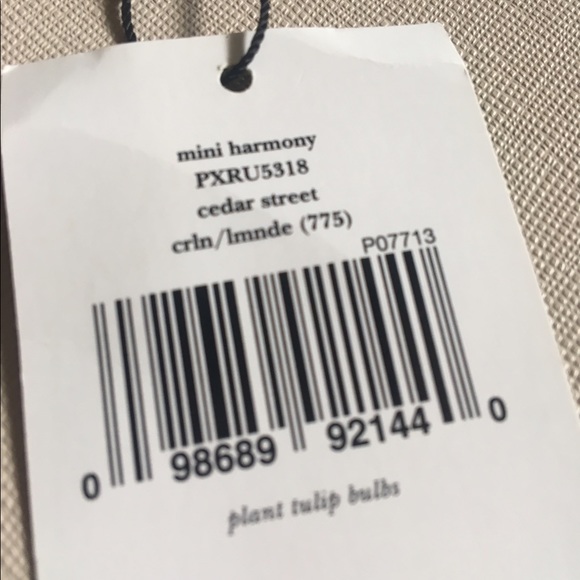 mini harmony
PXRU5318
cedar street
crln/lmnde (775)
P07713
0 98689 92144 0
plant tulip bulbs